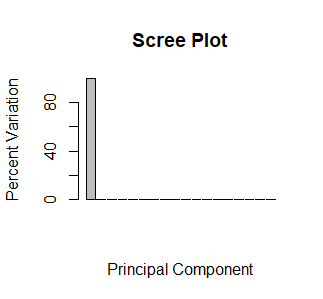 Scree Plot
Percent Variation
80
40
0
Principal Component